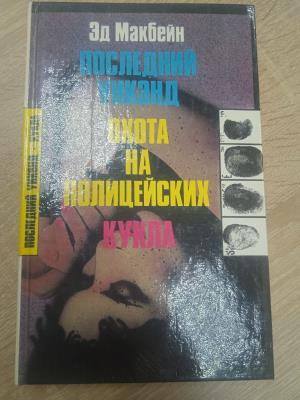 Эд Макбейн
ПОСЛЕДНИЙ
УИКЭНД
ОХОТА
НА
ПОЛИЦЕЙСКИХ
КУКЛА